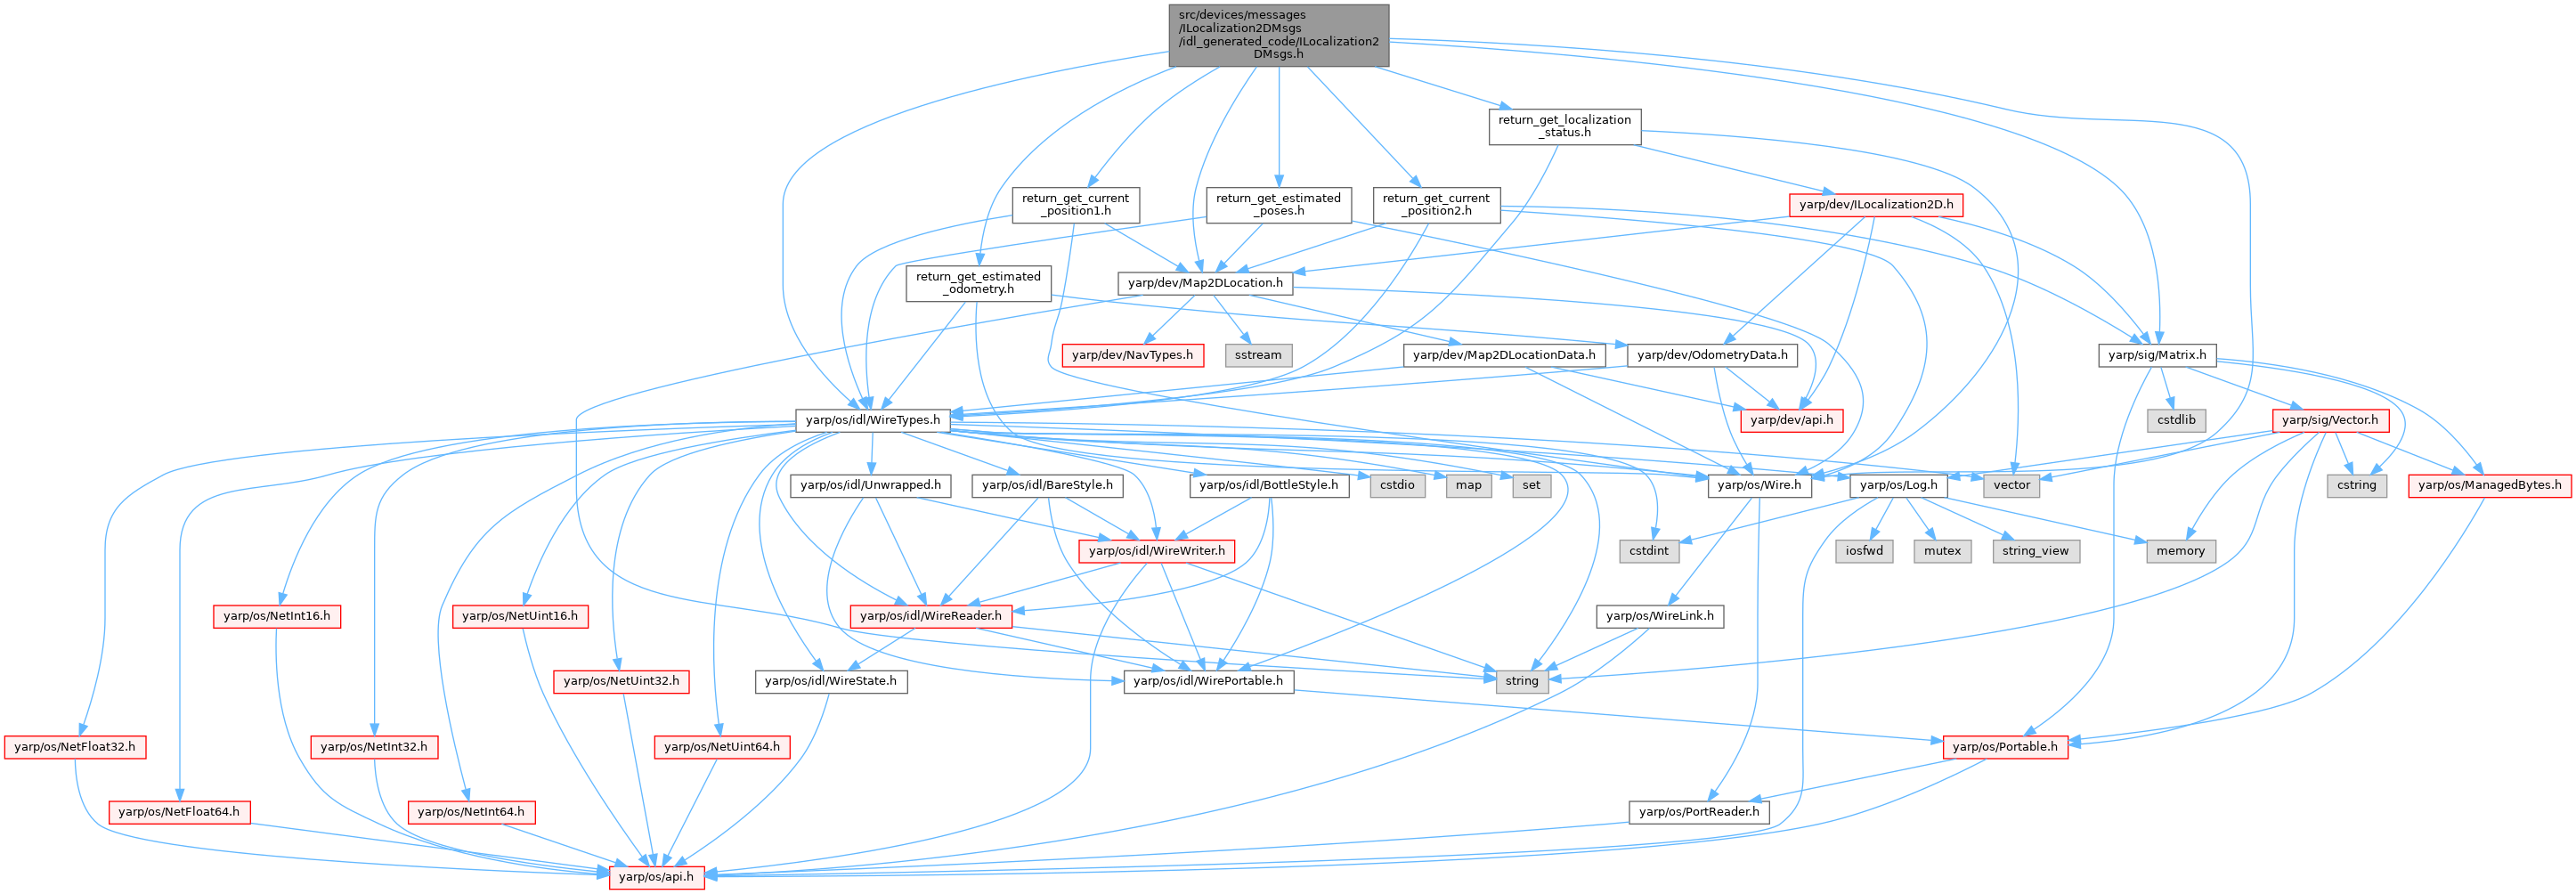 src/devices/messages
/ILocalization2DMsgs
/idl_generated_code/ILocalization2
DMsgs.h
return_get_localization
_status.h
return_get_current
_position1.h
return_get_estimated
_poses.h
return_get_current
_position2.h
yarp/dev/ILocalization2D.h
return_get_estimated
_odometry.h
yarp/dev/Map2DLocation.h
yarp/dev/NavTypes.h
sstream
yarp/dev/Map2DLocationData.h
yarp/dev/OdometryData.h
yarp/sig/Matrix.h
yarp/os/idl/WireTypes.h
yarp/dev/api.h
cstdlib
yarp/sig/Vector.h
yarp/os/idl/Unwrapped.h
yarp/os/idl/BareStyle.h
yarp/os/idl/BottleStyle.h
cstdio
map
set
yarp/os/Wire.h
yarp/os/Log.h
vector
cstring
yarp/os/ManagedBytes.h
yarp/os/idl/WireWriter.h
cstdint
iosfwd
mutex
string_view
memory
yarp/os/NetInt16.h
yarp/os/NetUint16.h
yarp/os/idl/WireReader.h
yarp/os/WireLink.h
yarp/os/NetUint32.h
yarp/os/idl/WireState.h
yarp/os/idl/WirePortable.h
string
yarp/os/NetFloat32.h
yarp/os/NetInt32.h
yarp/os/NetUint64.h
yarp/os/Portable.h
yarp/os/NetFloat64.h
yarp/os/NetInt64.h
yarp/os/PortReader.h
yarp/os/api.h